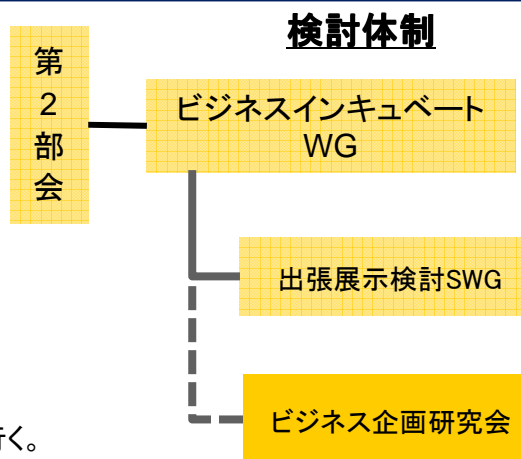 検討体制
第2部会
ビジネスインキュベート
WG
出張展示検討SWG
ビジネス企画研究会
行く。